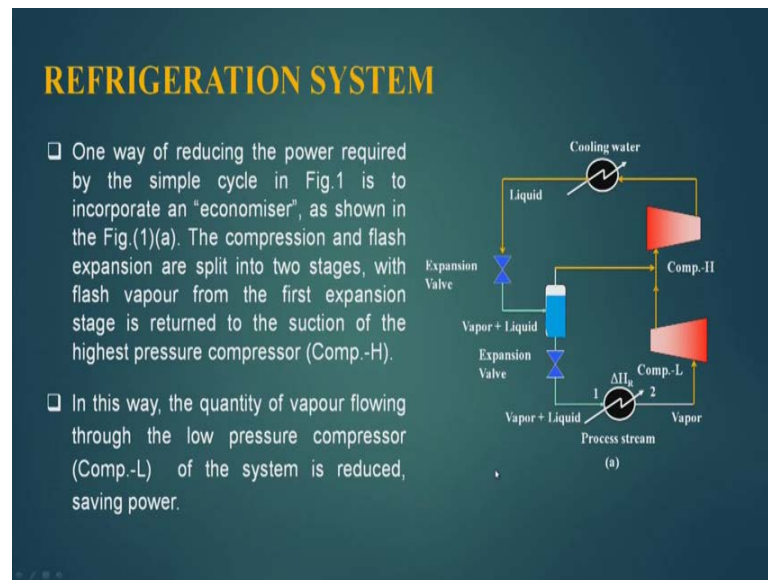 REFRIGERATION SYSTEM
One way of reducing the power required
by the simple cycle in Fig.1 is to
incorporate an "economiser", as shown in
the Fig.(1)(a). The compression and flash
expansion are split into two stages, with
flash vapour from the first expansion
stage is returned to the suction of the
highest pressure compressor (Comp.-H).
In this way, the quantity of vapour flowing
through the low pressure compressor
(Comp.-L) of the system is reduced,
saving power.
Cooling water
Liquid
Expansion
Valve
Comp.-H
Vapor + Liquid
Expansion
Valve
Comp.-L
ΔH_R
1
2
Vapor + Liquid
Vapor
Process stream
(a)